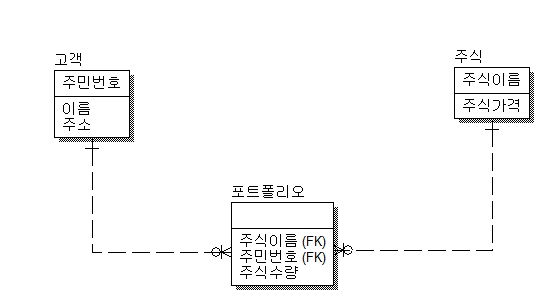 고객
주민번호
이름
주소
주식
주식이름
주식가격
포트폴리오
주식이름 (FK)
주민번호 (FK)
주식수량